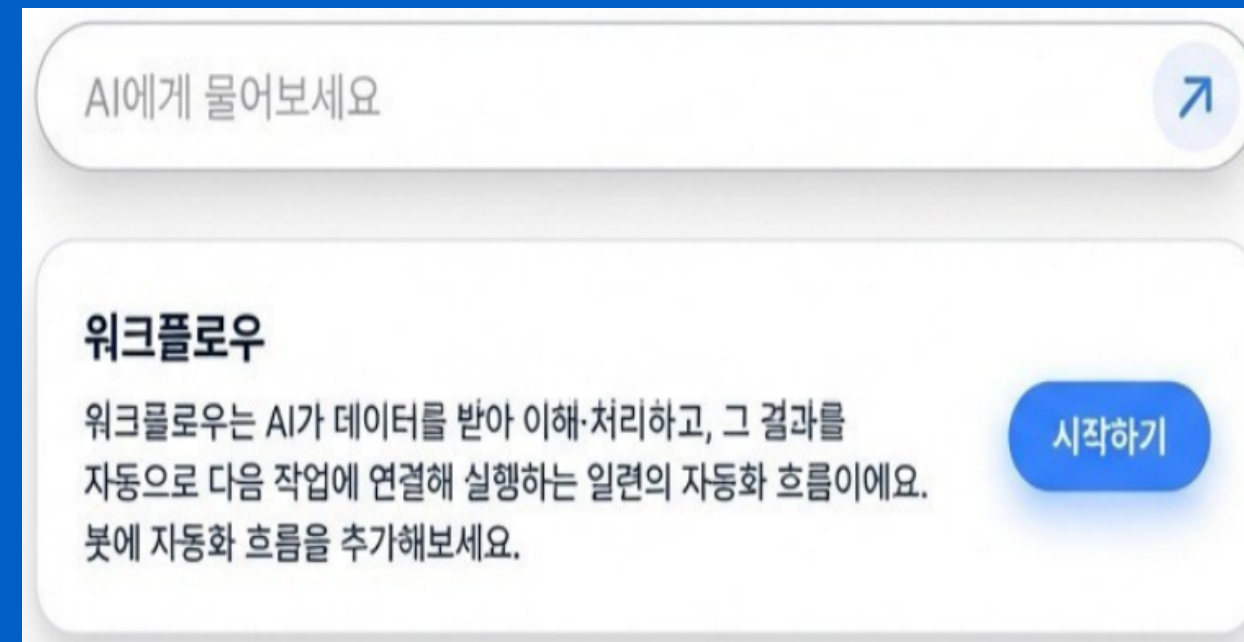 AI에게 물어보세요
워크플로우
워크플로우는 AI가 데이터를 받아 이해·처리하고, 그 결과를
자동으로 다음 작업에 연결해 실행하는 일련의 자동화 흐름이에요.
봇에 자동화 흐름을 추가해보세요.
시작하기